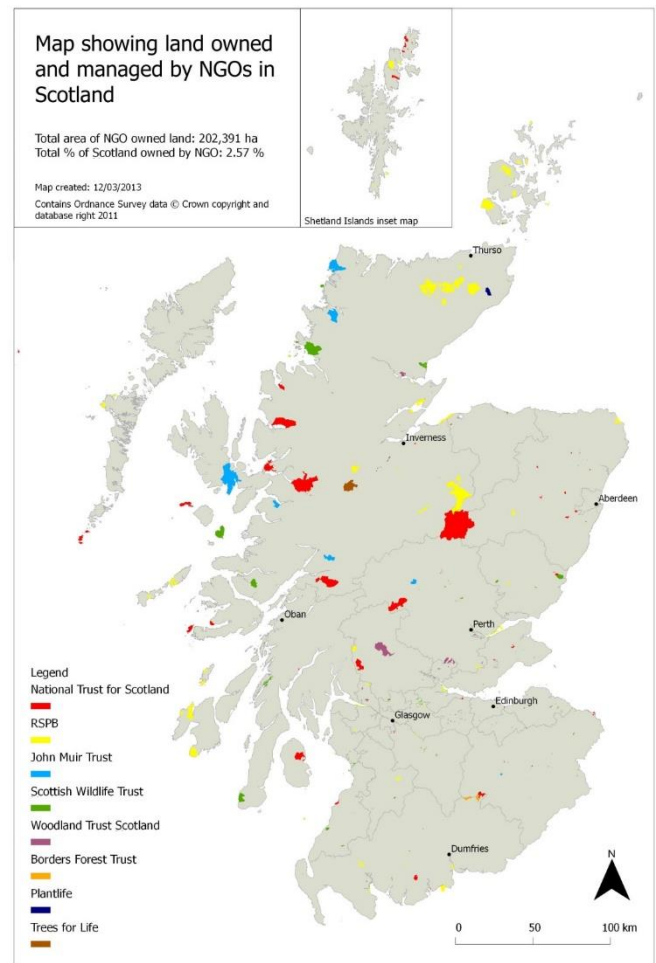 Map showing land owned
and managed by NGOs in
Scotland
Total area of NGO owned land: 202,391 ha
Total % of Scotland owned by NGO: 2.57 %
Map created: 12/03/2013
Contains Ordnance Survey data © Crown copyright and
database right 2011
Shetland Islands inset map
Thurso
Inverness
Aberdeen
Oban
Perth
Edinburgh
Glasgow
Dumfries
Legend
National Trust for Scotland
RSPB
John Muir Trust
Scottish Wildlife Trust
Woodland Trust Scotland
Borders Forest Trust
Plantlife
Trees for Life
N
0 50 100 km